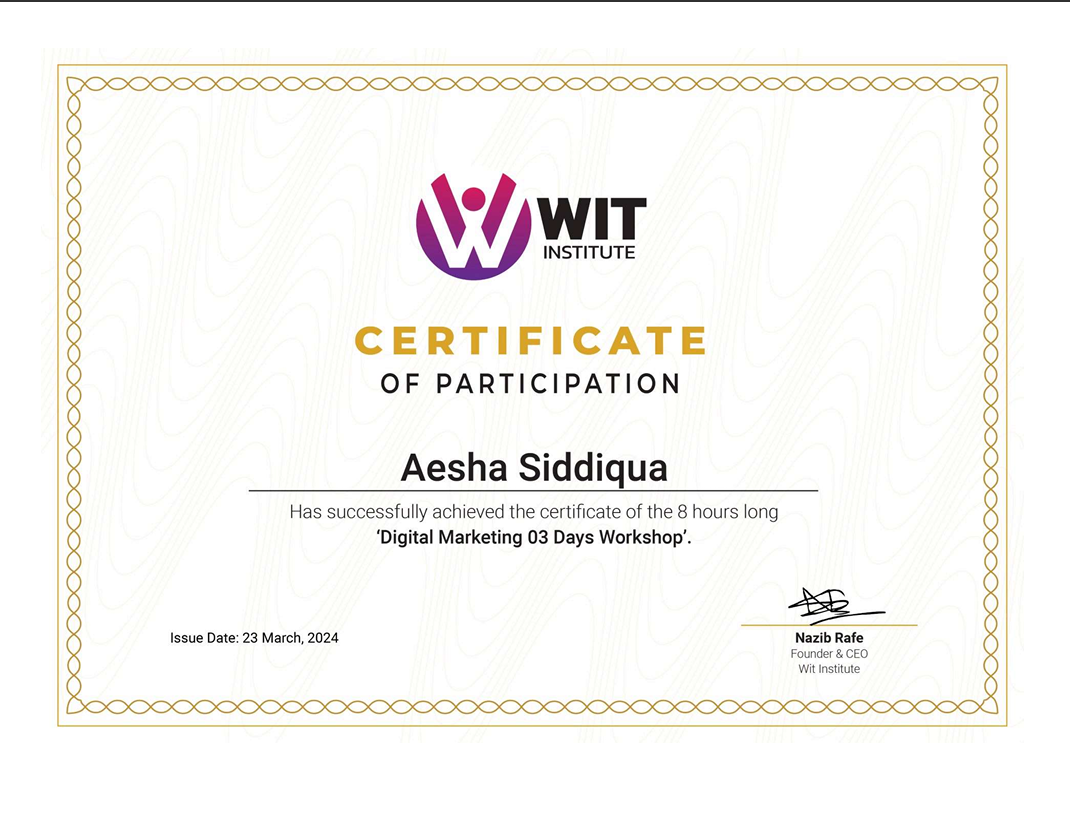 WIT
INSTITUTE
CERTIFICATE
OF PARTICIPATION
Aesha Siddiqua
Has successfully achieved the certificate of the 8 hours long
‘Digital Marketing 03 Days Workshop’.
Issue Date: 23 March, 2024
Nazib Rafe
Founder & CEO
Wit Institute